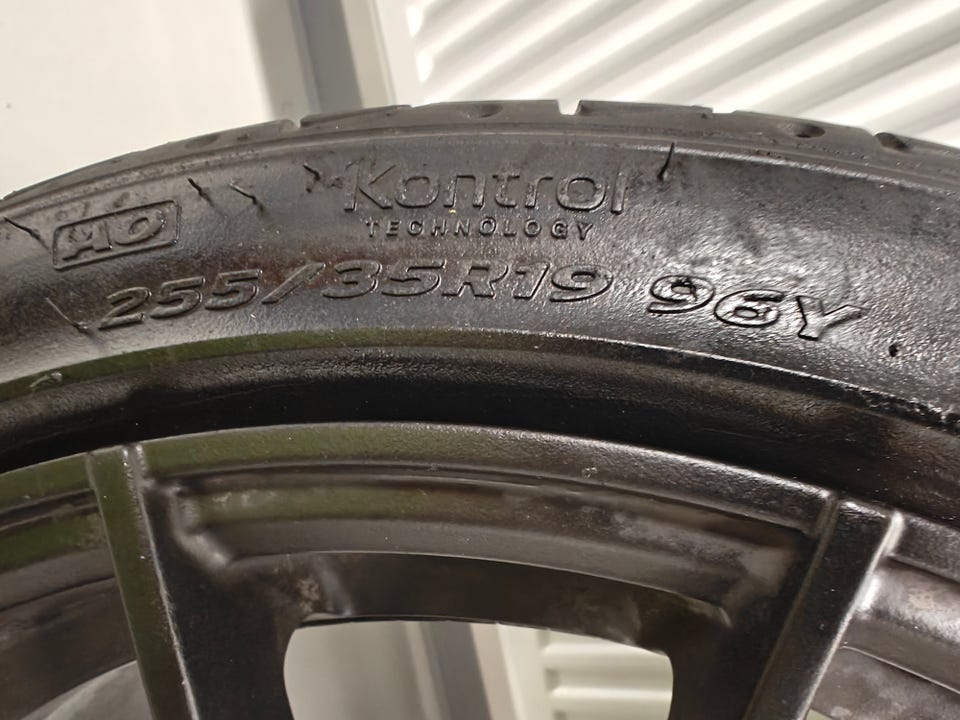 Kontrol
TECHNOLOGY
AO
255/35R19 96Y